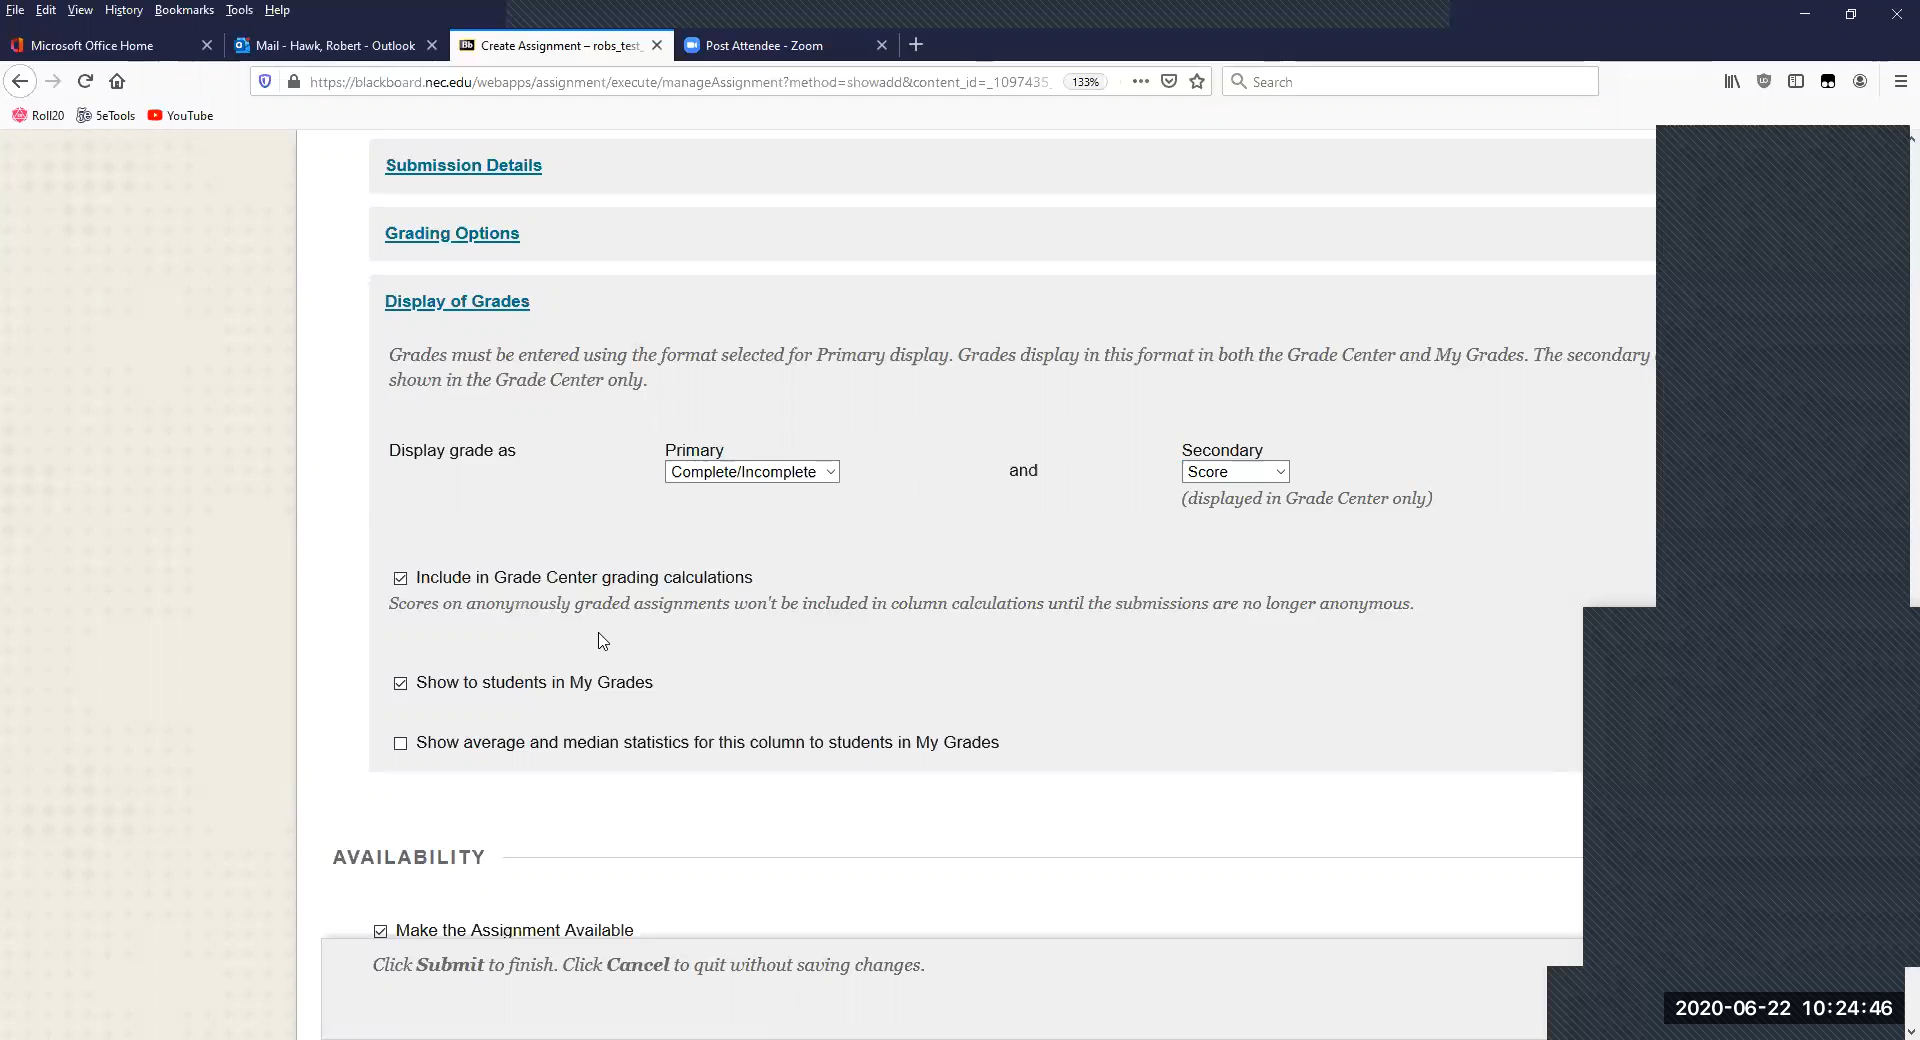 File Edit View History Bookmarks Tools Help
Microsoft Office Home
Mail - Hawk, Robert - Outlook
Bb Create Assignment – robs_test_
Post Attendee - Zoom
https://blackboard.nec.edu/webapps/assignment/execute/manageAssignment?method=showadd&content_id=_1097435_
133%
Search
Roll20 5eTools YouTube
Submission Details
Grading Options
Display of Grades
Grades must be entered using the format selected for Primary display. Grades display in this format in both the Grade Center and My Grades. The secondary
shown in the Grade Center only.
Display grade as
Primary
Complete/Incomplete
and
Secondary
Score
(displayed in Grade Center only)
Include in Grade Center grading calculations
Scores on anonymously graded assignments won't be included in column calculations until the submissions are no longer anonymous.
Show to students in My Grades
Show average and median statistics for this column to students in My Grades
AVAILABILITY
Make the Assignment Available
Click Submit to finish. Click Cancel to quit without saving changes.
2020-06-22 10:24:46